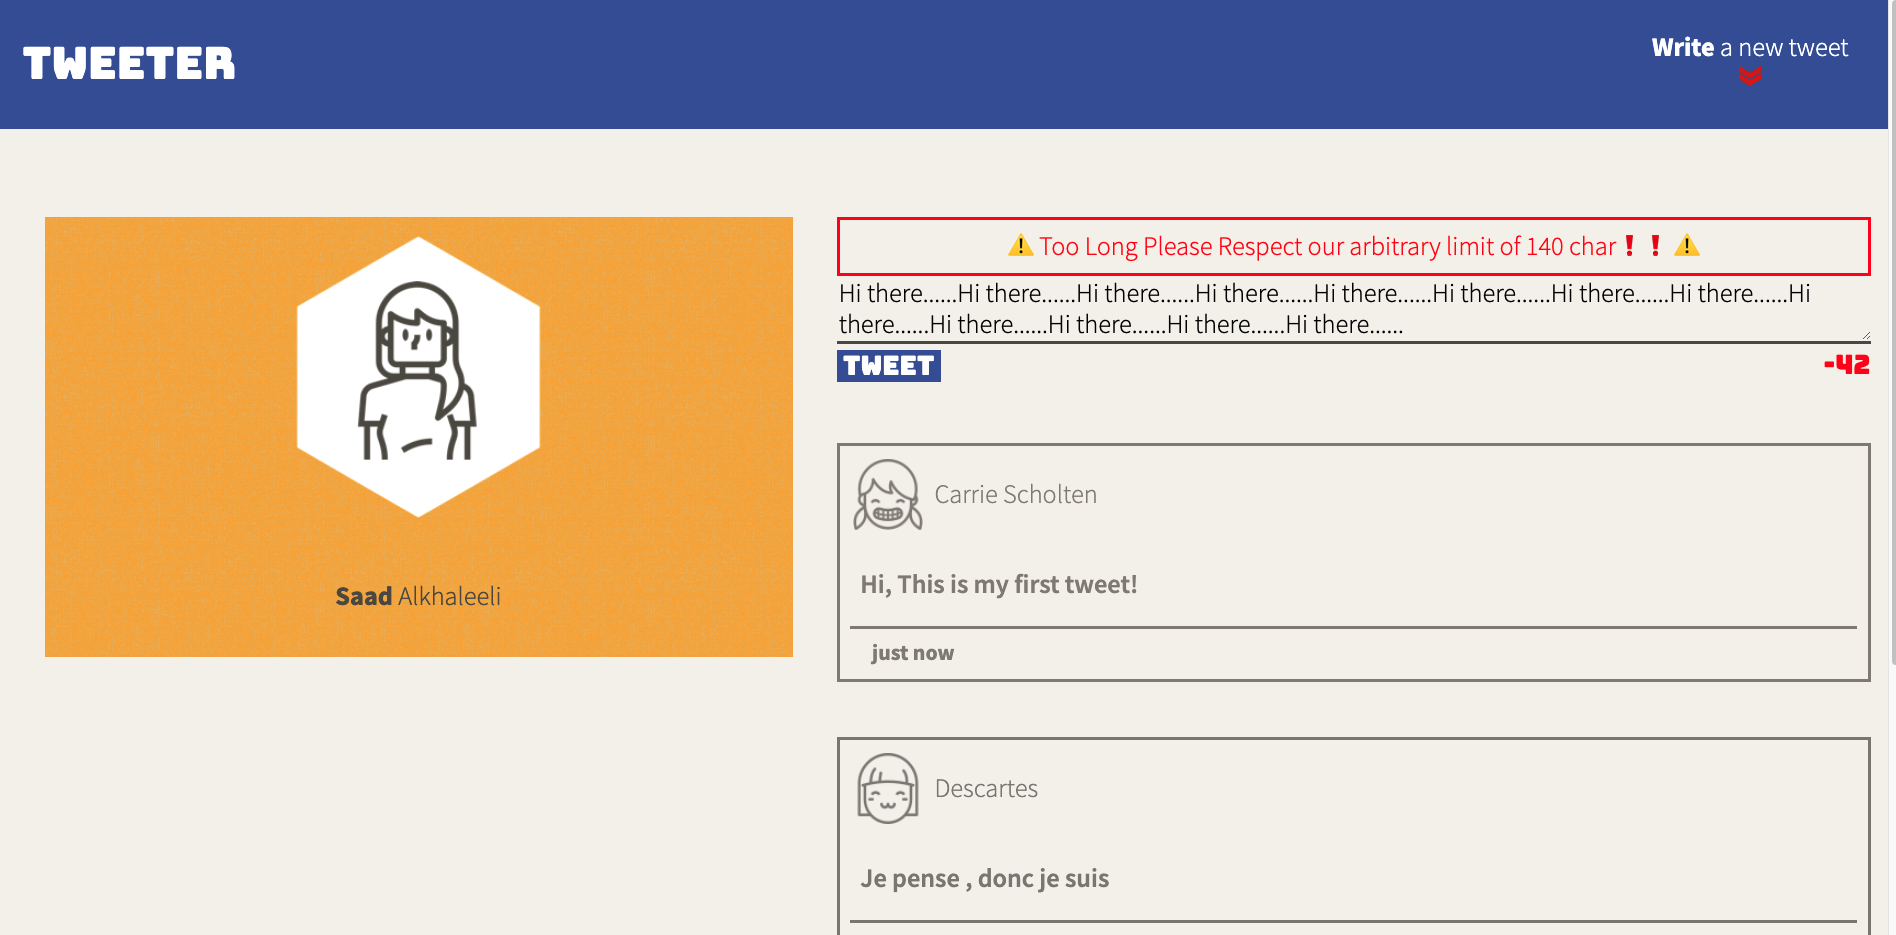 TWEETER
Write a new tweet
Saad Alkhaleeli
⚠️ Too Long Please Respect our arbitrary limit of 140 char❗❗⚠️
Hi there......Hi there......Hi there......Hi there......Hi there......Hi there......Hi there......Hi there......Hi
there......Hi there......Hi there......Hi there......Hi there......
TWEET
-42
Carrie Scholten
Hi, This is my first tweet!
just now
Descartes
Je pense , donc je suis